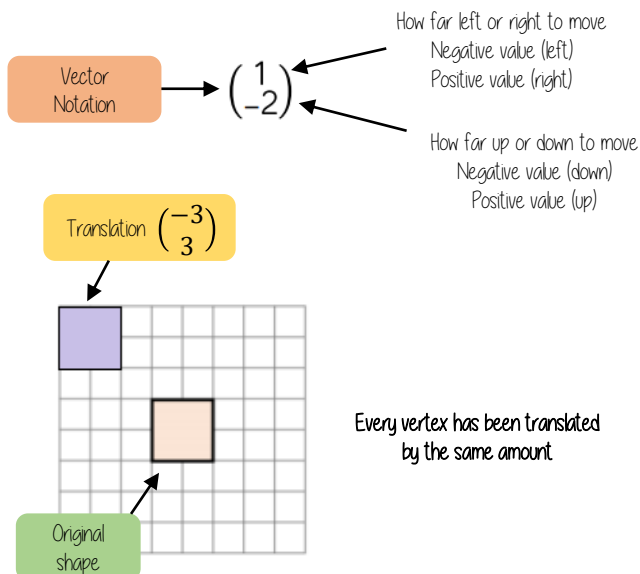 How far left or right to move
Negative value (left)
Positive value (right)
Vector
Notation
(1
-2)
How far up or down to move
Negative value (down)
Positive value (up)
Translation (-3
3)
Every vertex has been translated
by the same amount
Original
shape